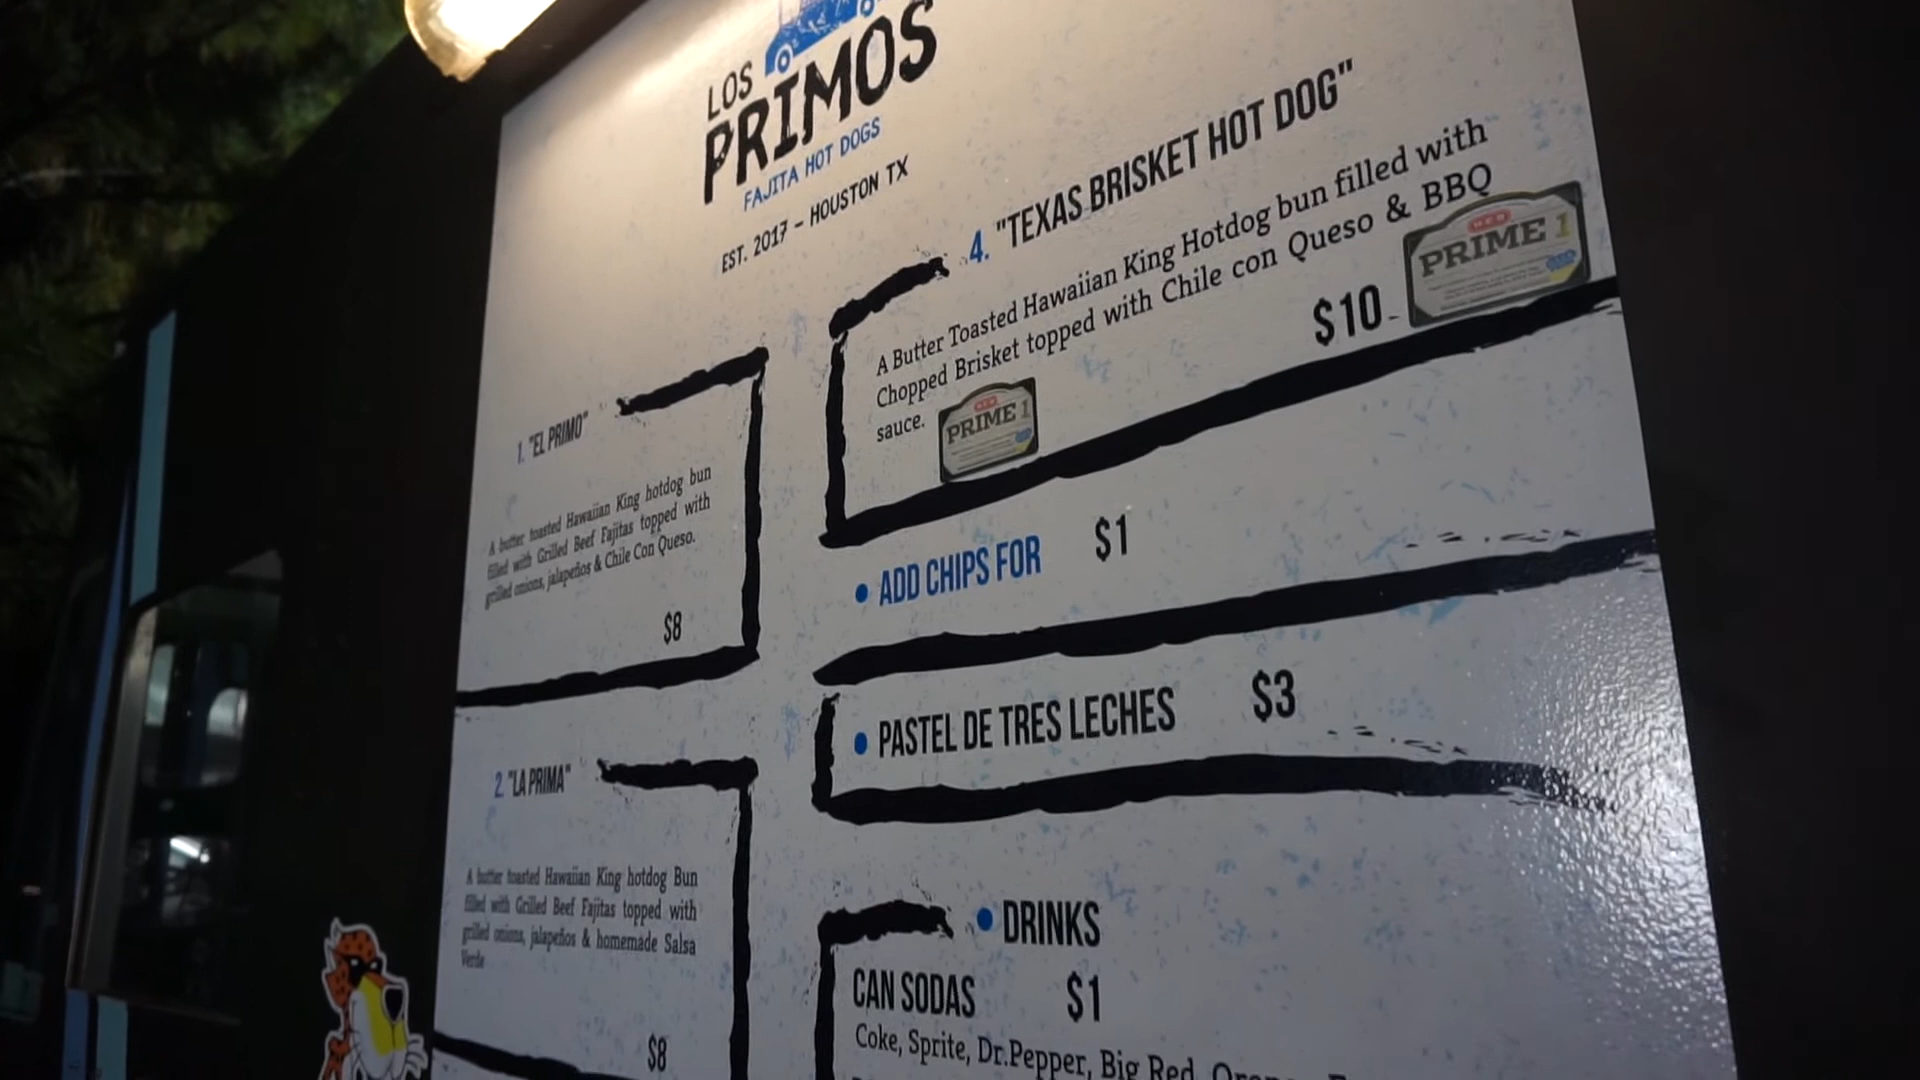 LOS
PRIMOS
FAJITA HOT DOGS
EST. 2017 - HOUSTON TX
1. "EL PRIMO"
A butter toasted Hawaiian King hotdog bun
filled with Grilled Beef Fajitas topped with
grilled onions, jalapeños & Chile Con Queso.
$8
2. "LA PRIMA"
A butter toasted Hawaiian King hotdog Bun
filled with Grilled Beef Fajitas topped with
grilled onions, jalapeños & homemade Salsa
Verde
$8
4. "TEXAS BRISKET HOT DOG"
A Butter Toasted Hawaiian King Hotdog bun filled with
Chopped Brisket topped with Chile con Queso & BBQ
sauce.
H-E-B
PRIME 1
$10
H-E-B
PRIME 1
• ADD CHIPS FOR $1
• PASTEL DE TRES LECHES $3
• DRINKS
CAN SODAS $1
Coke, Sprite, Dr.Pepper, Big Red,